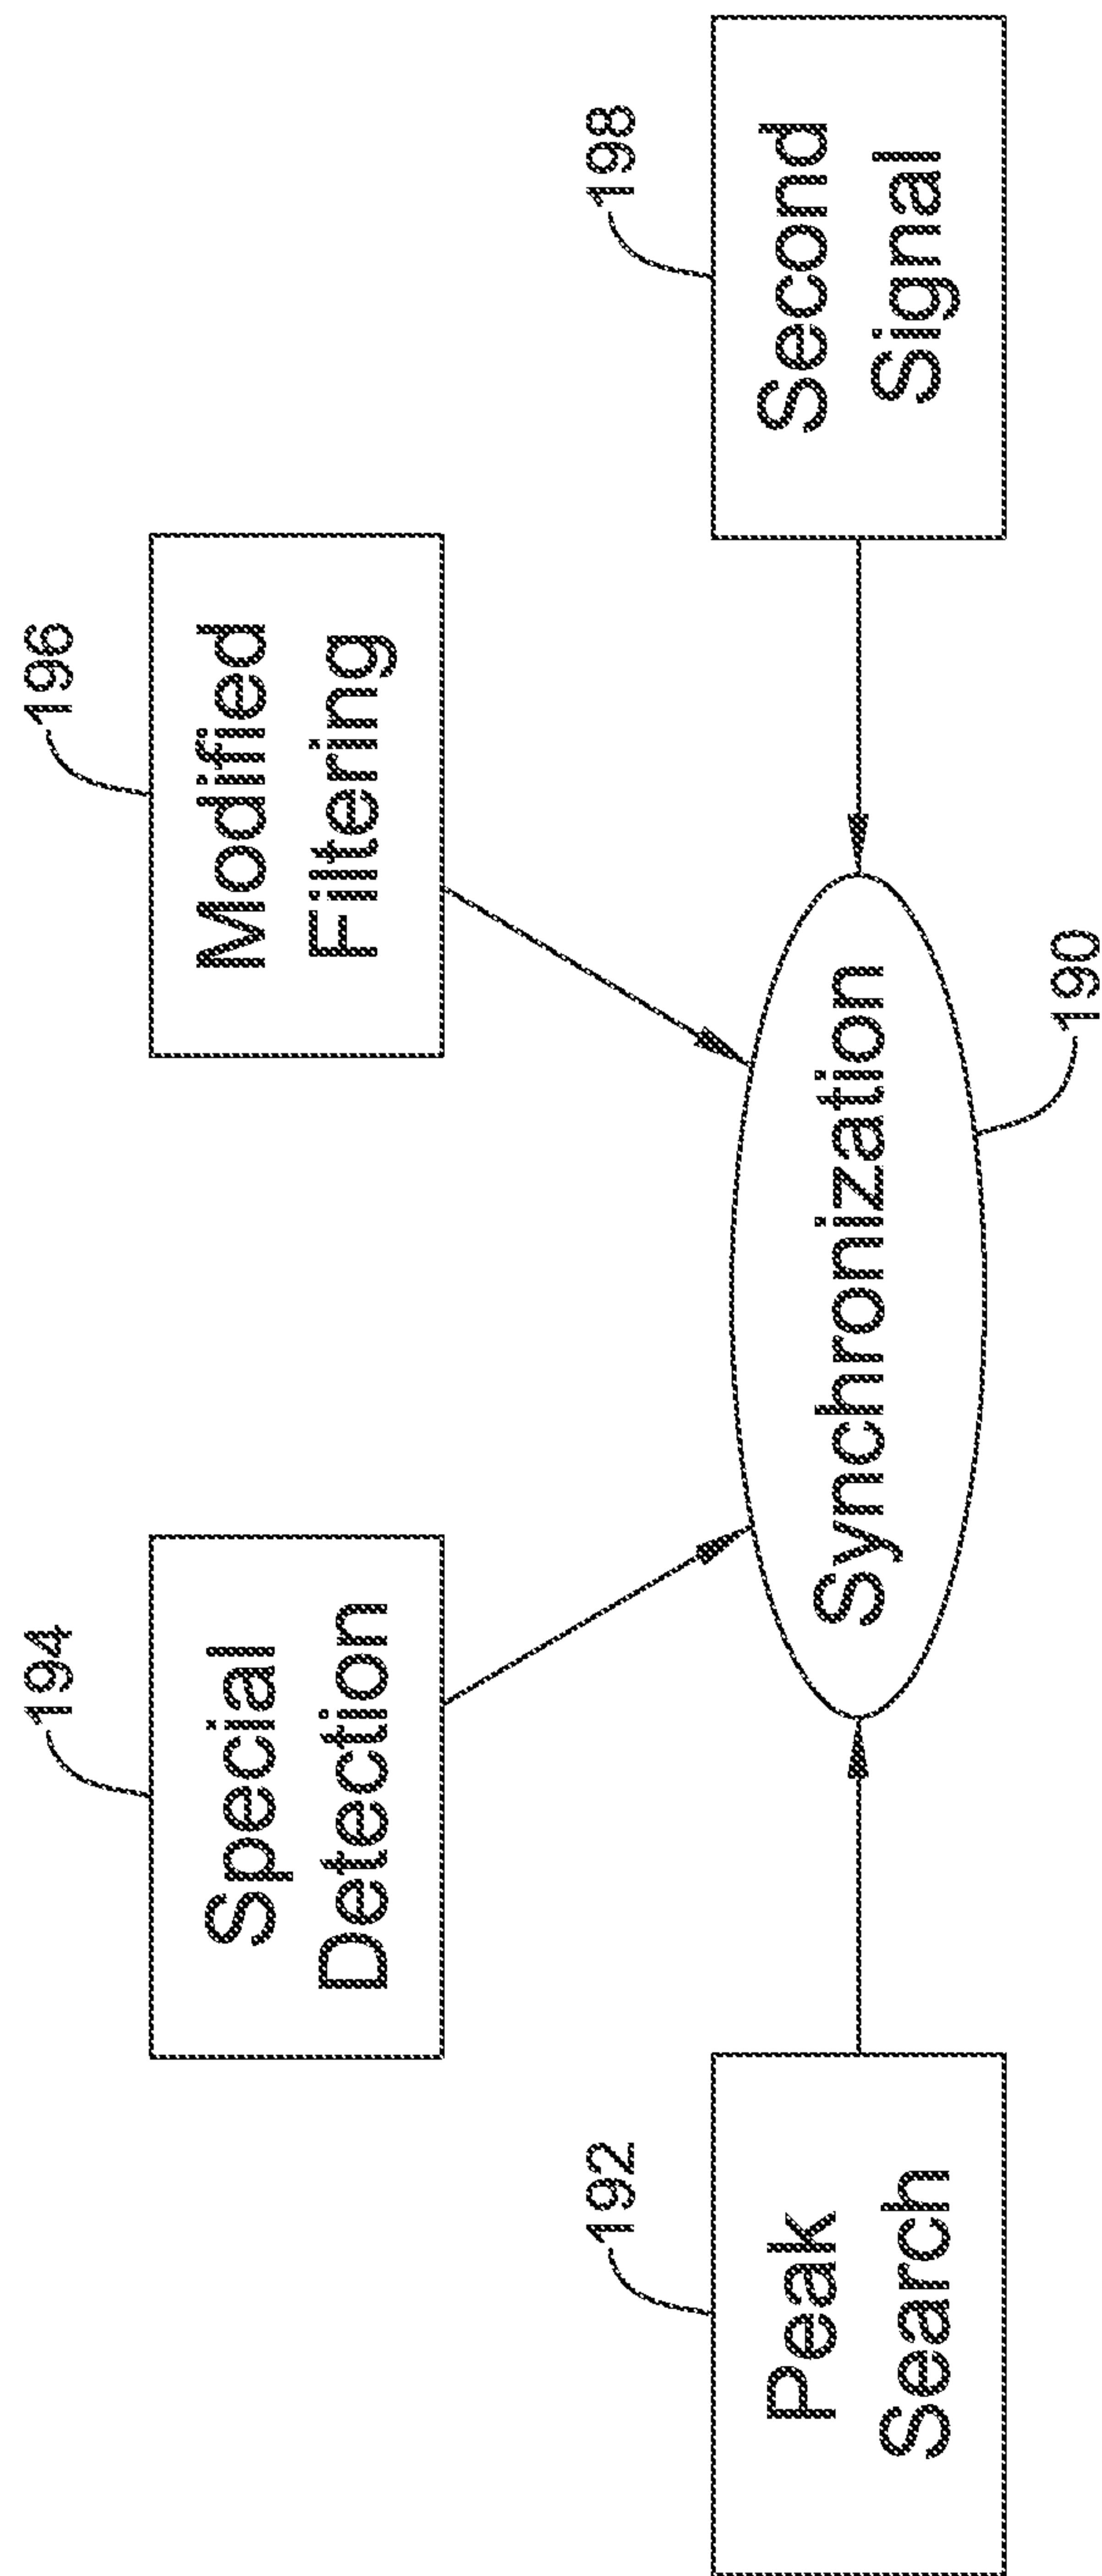 194
Special
Detection
196
Modified
Filtering
192
Peak
Search
Synchronization
190
198
Second
Signal